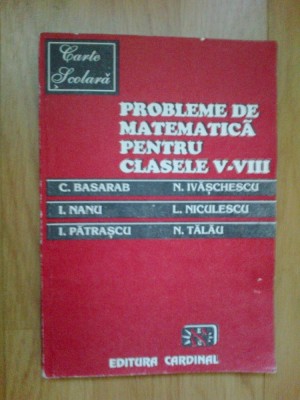 Carte
Școlară
PROBLEME DE
MATEMATICĂ
PENTRU
CLASELE V-VIII
C. BASARAB N. IVĂȘCHESCU
I. NANU L. NICULESCU
I. PĂTRAȘCU N. TĂLĂU
EDITURA CARDINAL